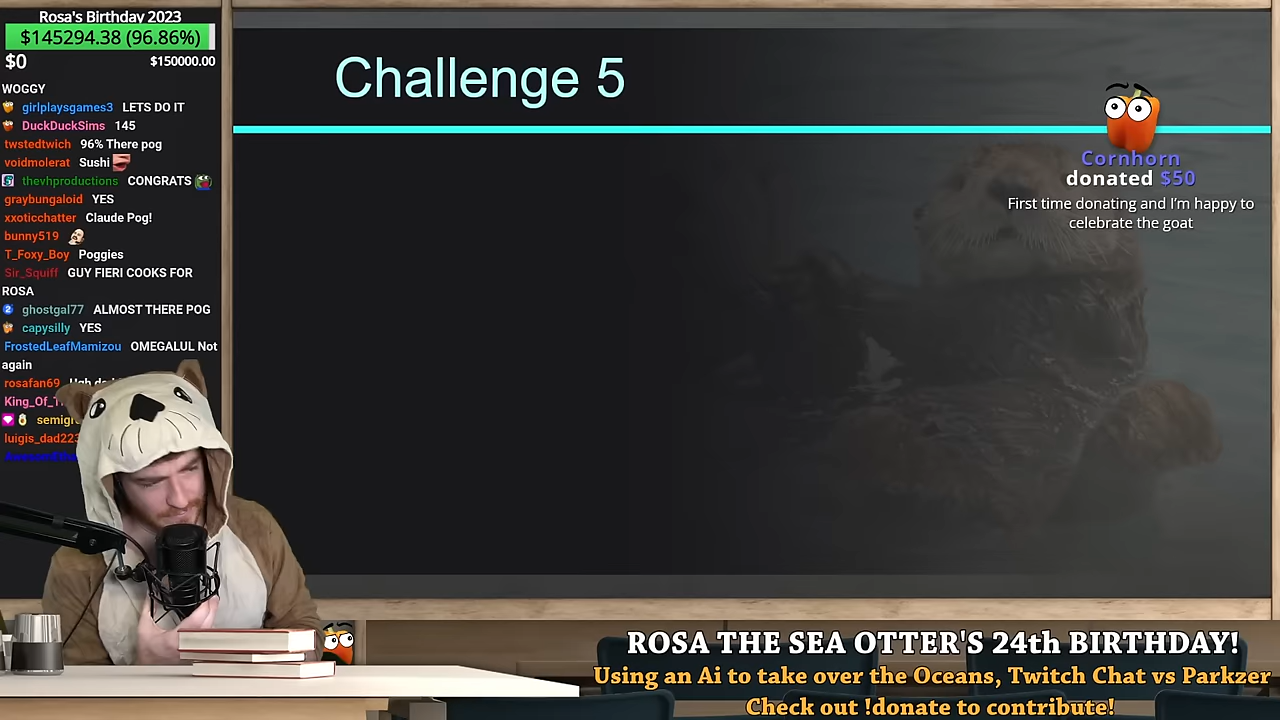 Rosa's Birthday 2023
$145294.38 (96.86%)
$0 $150000.00
WOGGY
girlplaysgames3 LETS DO IT
DuckDuckSims 145
twstedtwich 96% There pog
voidmolerat Sushi
thevhproductions CONGRATS
graybungaloid YES
xxoticchatter Claude Pog!
bunny519
T_Foxy_Boy Poggies
Sir_Squiff GUY FIERI COOKS FOR
ROSA
ghostgal77 ALMOST THERE POG
capysilly YES
FrostedLeafMamizou OMEGALUL Not
again
rosafan69
King_Of_
semigr
luigis_dad223
Challenge 5
Cornhorn
donated $50
First time donating and I'm happy to
celebrate the goat
ROSA THE SEA OTTER'S 24th BIRTHDAY!
Using an Ai to take over the Oceans, Twitch Chat vs Parkzer
Check out !donate to contribute!